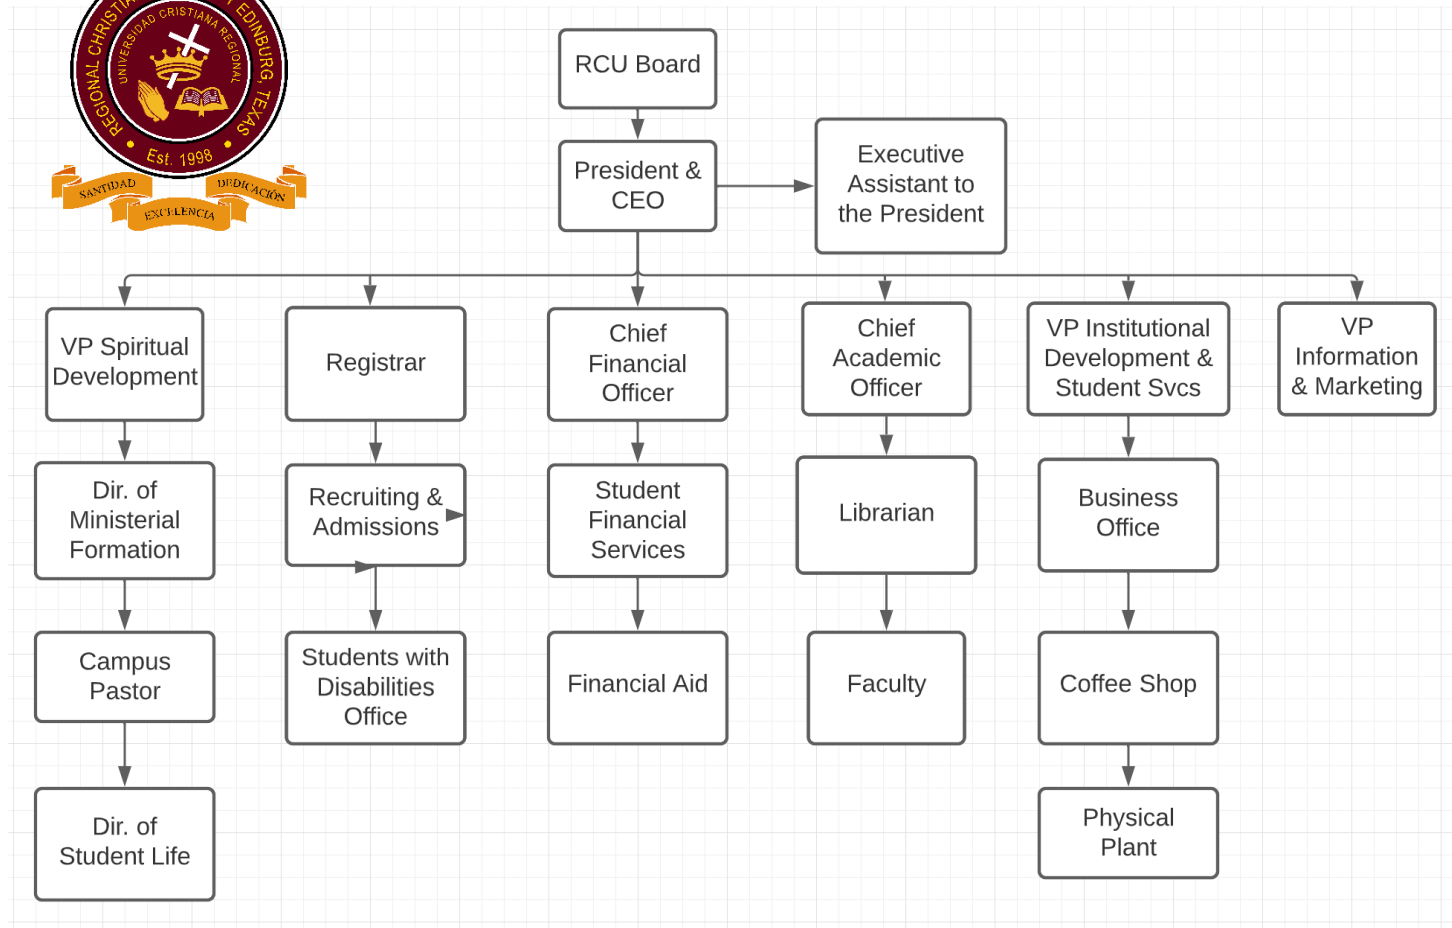 REGIONAL CHRISTIAN
Y EDINBURG, TEXAS
UNIVERSIDAD CRISTIANA REGIONAL
Est. 1998
SANTIDAD
EXCELENCIA
DEDICACIÓN
RCU Board
President &
CEO
Executive
Assistant to
the President
VP Spiritual
Development
Registrar
Chief
Financial
Officer
Chief
Academic
Officer
VP Institutional
Development &
Student Svcs
VP
Information
& Marketing
Dir. of
Ministerial
Formation
Recruiting &
Admissions
Student
Financial
Services
Librarian
Business
Office
Campus
Pastor
Students with
Disabilities
Office
Financial Aid
Faculty
Coffee Shop
Dir. of
Student Life
Physical
Plant